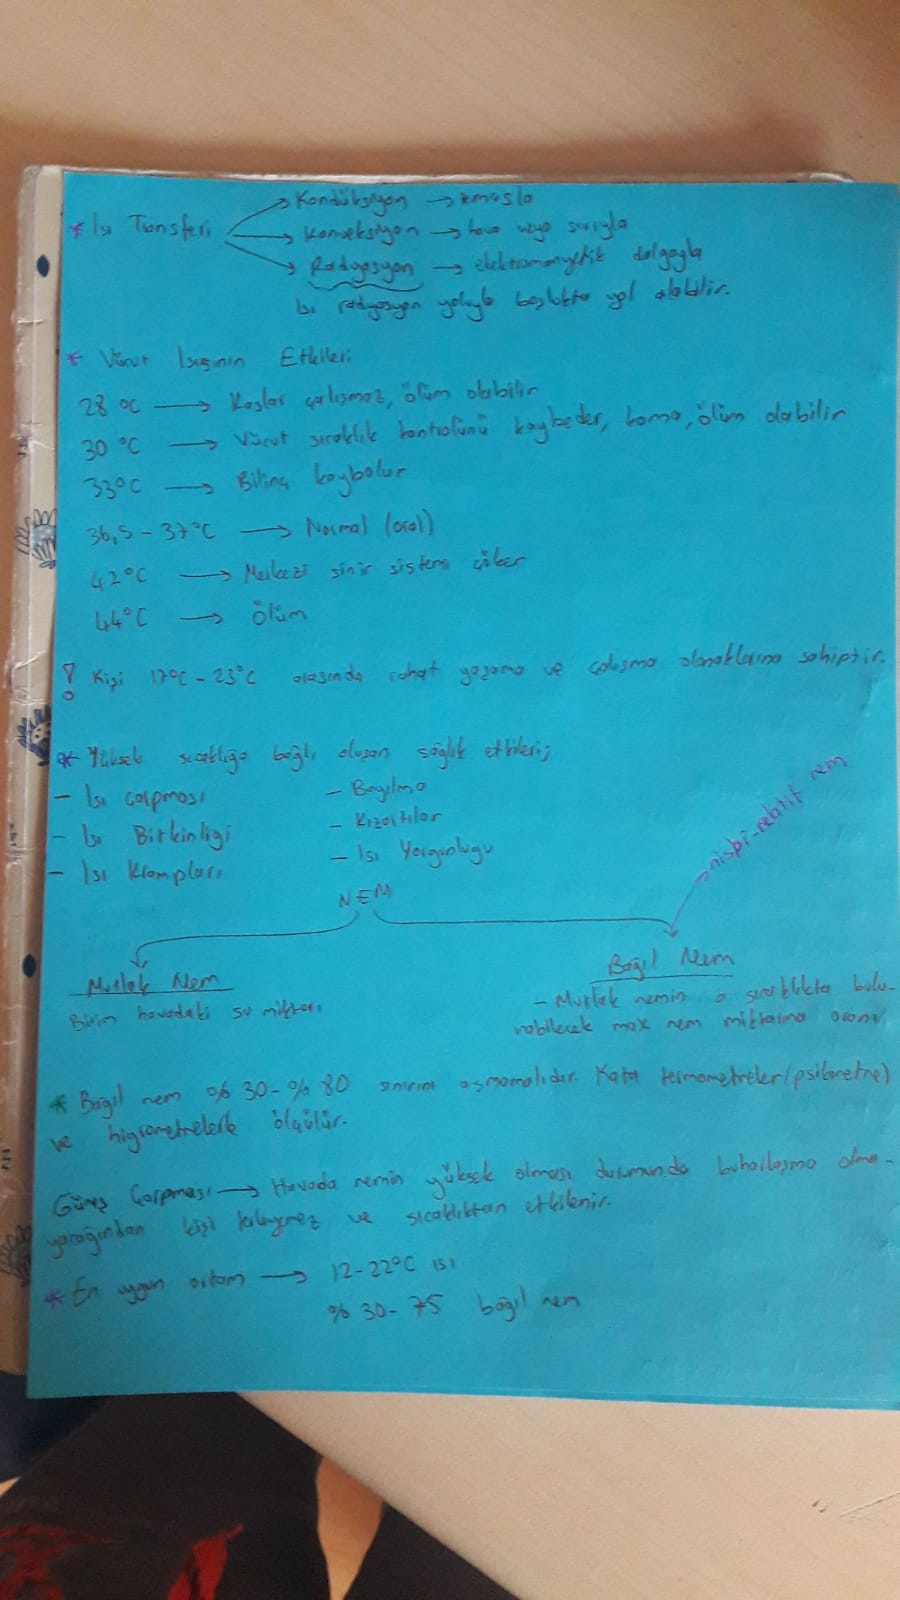 * Isı Transferi → Kondüksiyon → temasla
→ Konveksiyon → hava veya sıvıyla
→ Radyasyon → elektromanyetik dalgayla
Isı radyasyon yoluyla boşlukta yol alabilir.
* Vücut Isısının Etkileri
28 °C → Kaslar çalışmaz, ölüm olabilir
30 °C → Vücut sıcaklık kontrolünü kaybeder, koma, ölüm olabilir
33°C → Bilinç kaybolur
36,5 - 37°C → Normal (oral)
42°C → Merkezi sinir sistemi çöker
44°C → Ölüm
! Kişi 17°C - 23°C arasında rahat yaşama ve çalışma olanaklarına sahiptir.
* Yüksek sıcaklığa bağlı oluşan sağlık etkileri;
- Isı Çarpması - Bayılma
- Isı Bitkinliği - Kızartılar
- Isı Krampları - Isı Yorgunluğu
NEM
nispi-relatif nem
Mutlak Nem Bağıl Nem
Birim havadaki su miktarı - Mutlak nemin o sıcaklıkta bulu-
nabilecek max nem miktarına oranı
* Bağıl nem % 30 - % 80 sınırını aşmamalıdır. Kata termometreler
ve higrometrelerle ölçülür.
Güneş Çarpması → Havada nemin yüksek olması durumunda buharlaşma olma-
yacağından kişi terleyemez ve sıcaklıktan etkilenir.
* En uygun ortam → 12-22°C ısı
% 30 - 75 bağıl nem